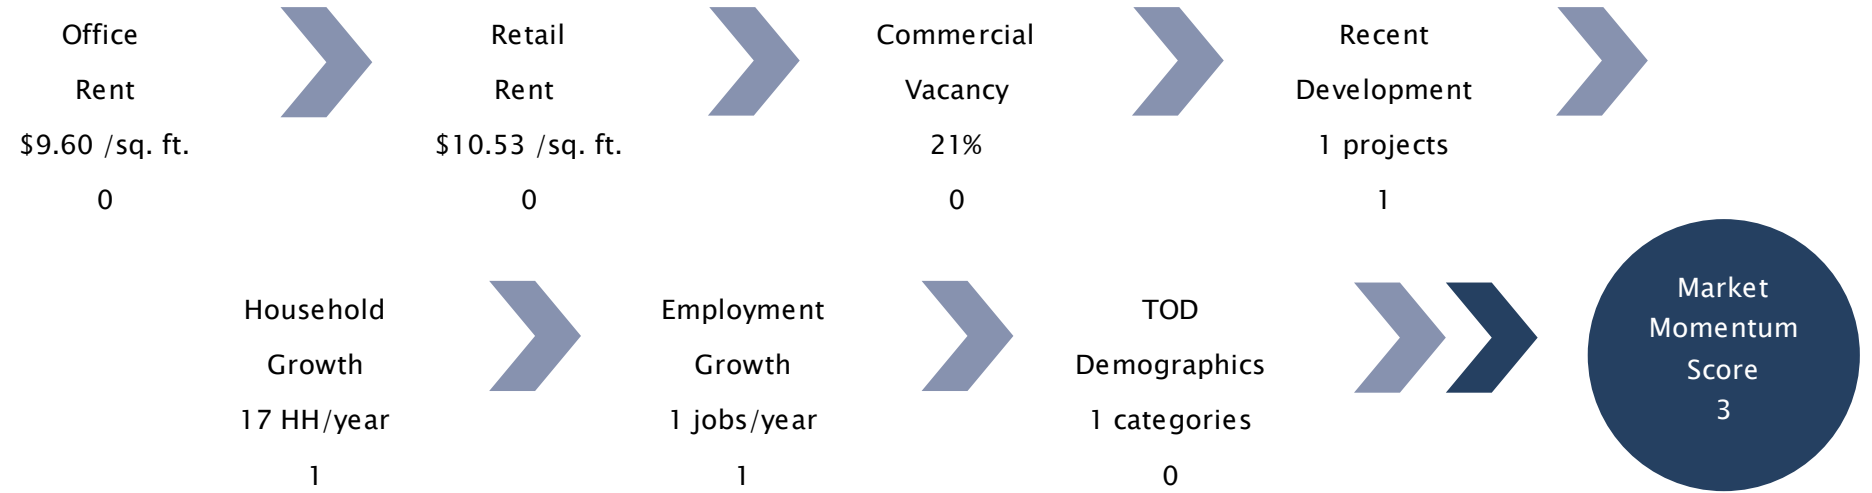 Office
Rent
$9.60 /sq. ft.
0
Retail
Rent
$10.53 /sq. ft.
0
Commercial
Vacancy
21%
0
Recent
Development
1 projects
1
Household
Growth
17 HH/year
1
Employment
Growth
1 jobs/year
1
TOD
Demographics
1 categories
0
Market
Momentum
Score
3